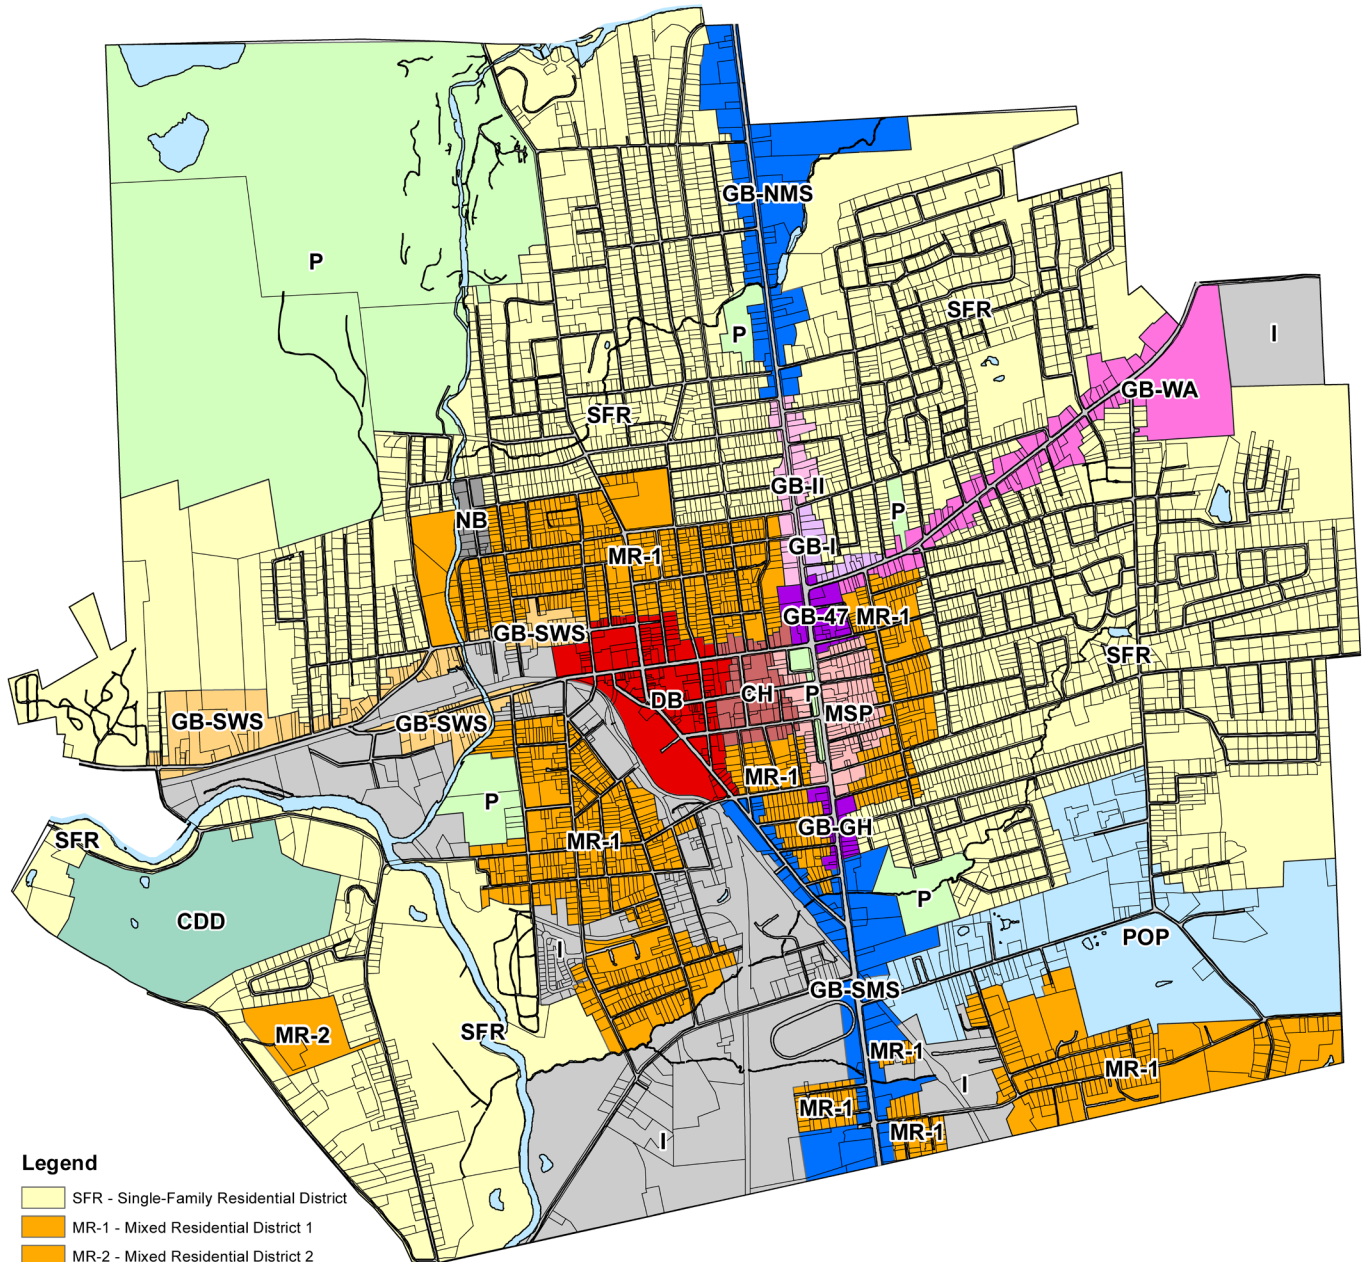 GB-NMS
P
SFR
I
P
GB-WA
SFR
GB-II
P
NB
GB-I
MR-1
GB-47
MR-1
GB-SWS
SFR
CH
P
DB
MSP
GB-SWS
GB-SWS
MR-1
P
GB-GH
SFR
MR-1
P
CDD
POP
I
GB-SMS
MR-2
SFR
MR-1
MR-1
I
MR-1
MR-1
I
Legend
SFR - Single-Family Residential District
MR-1 - Mixed Residential District 1
MR-2 - Mixed Residential District 2